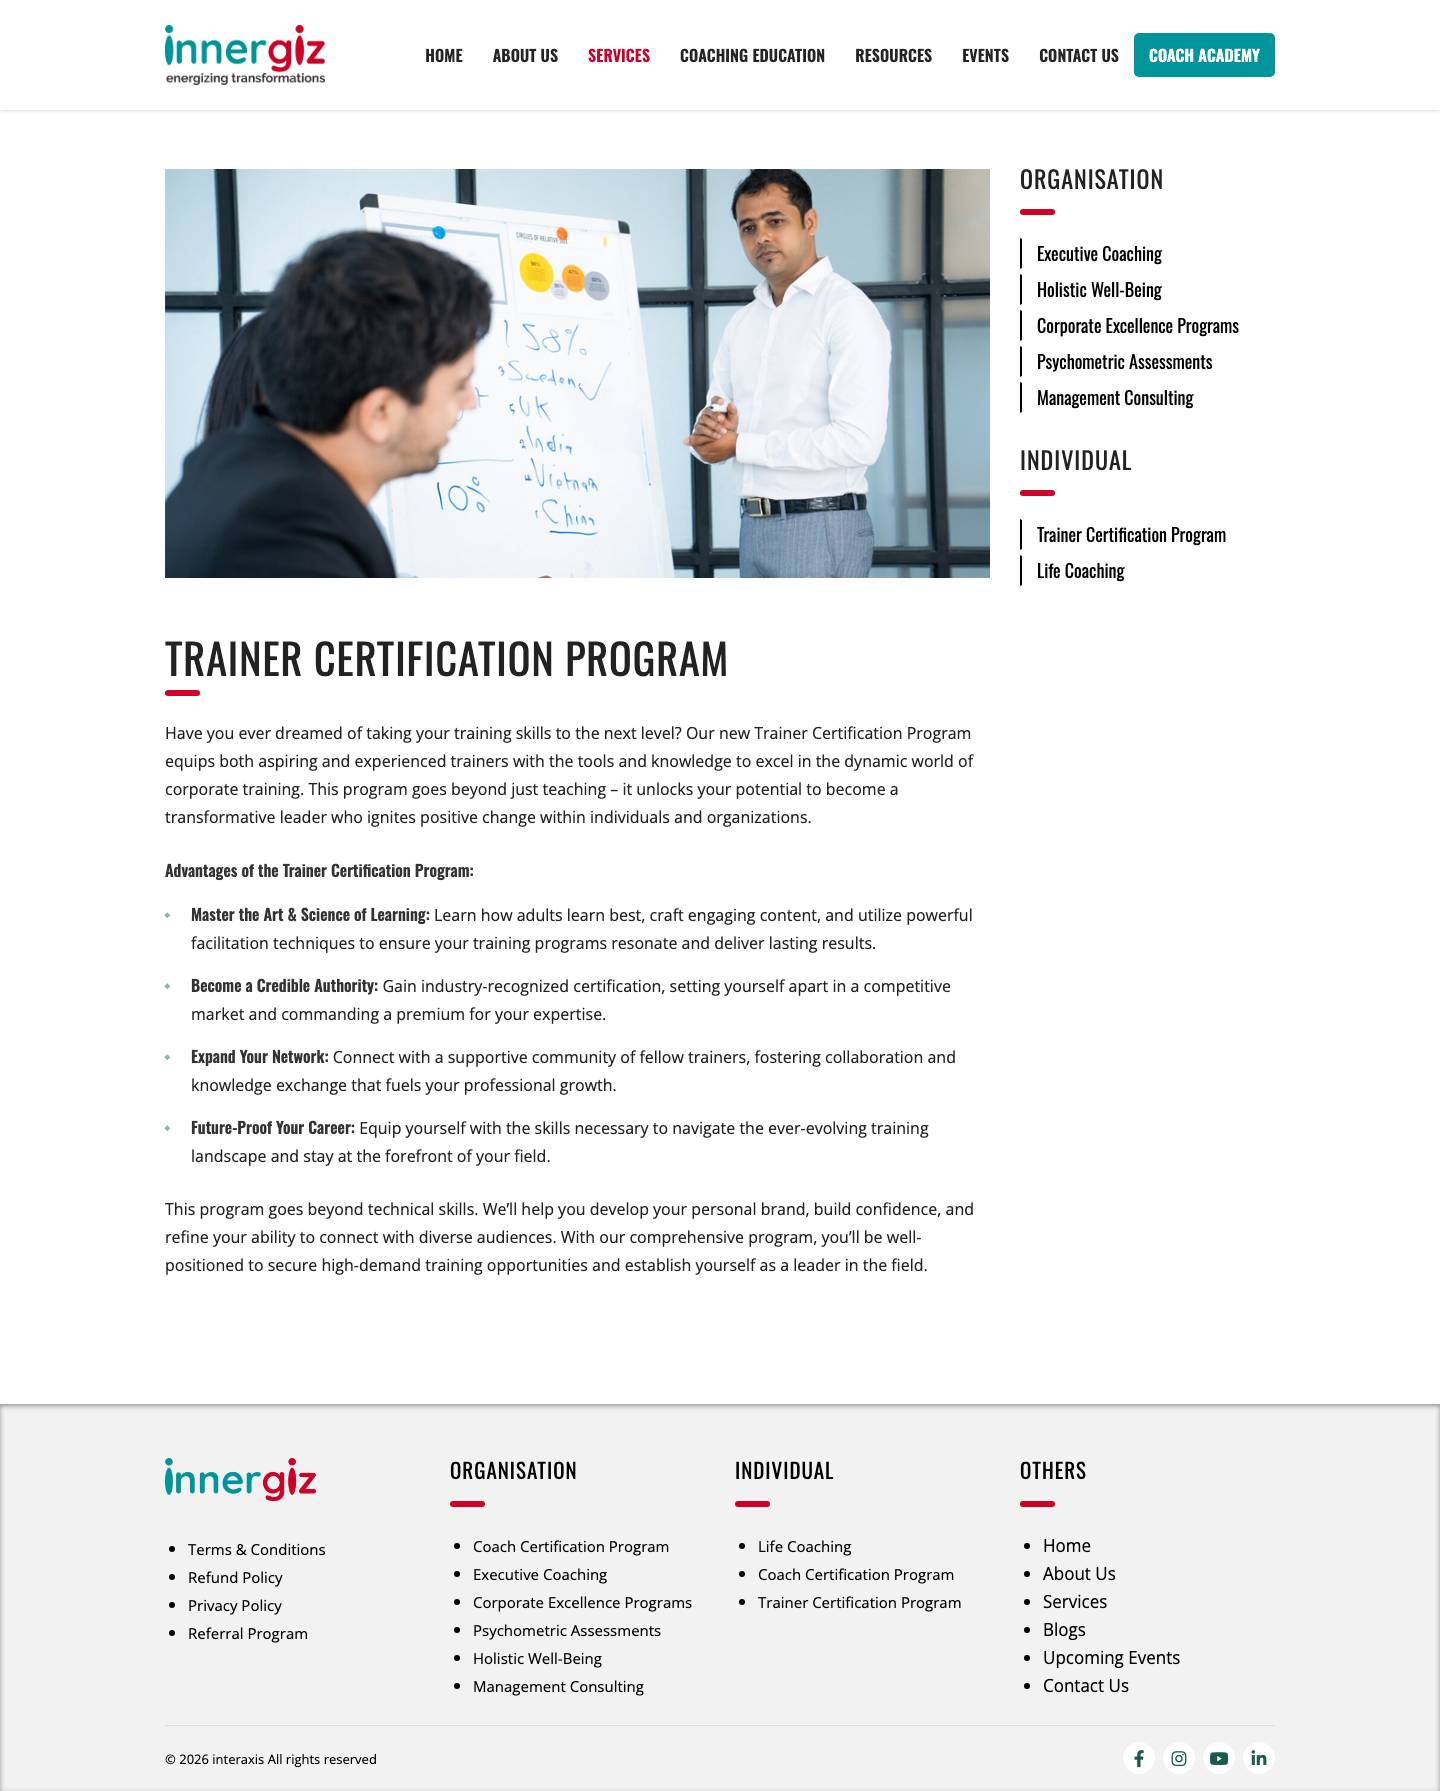 innergiz
energizing transformations
HOME
ABOUT US
SERVICES
COACHING EDUCATION
RESOURCES
EVENTS
CONTACT US
COACH ACADEMY
158%
Sweden
UK
India
Vietnam
China
10%
ORGANISATION
Executive Coaching
Holistic Well-Being
Corporate Excellence Programs
Psychometric Assessments
Management Consulting
INDIVIDUAL
Trainer Certification Program
Life Coaching
TRAINER CERTIFICATION PROGRAM
Have you ever dreamed of taking your training skills to the next level? Our new Trainer Certification Program
equips both aspiring and experienced trainers with the tools and knowledge to excel in the dynamic world of
corporate training. This program goes beyond just teaching – it unlocks your potential to become a
transformative leader who ignites positive change within individuals and organizations.
Advantages of the Trainer Certification Program:
Master the Art & Science of Learning: Learn how adults learn best, craft engaging content, and utilize powerful
facilitation techniques to ensure your training programs resonate and deliver lasting results.
Become a Credible Authority: Gain industry-recognized certification, setting yourself apart in a competitive
market and commanding a premium for your expertise.
Expand Your Network: Connect with a supportive community of fellow trainers, fostering collaboration and
knowledge exchange that fuels your professional growth.
Future-Proof Your Career: Equip yourself with the skills necessary to navigate the ever-evolving training
landscape and stay at the forefront of your field.
This program goes beyond technical skills. We’ll help you develop your personal brand, build confidence, and
refine your ability to connect with diverse audiences. With our comprehensive program, you’ll be well-
positioned to secure high-demand training opportunities and establish yourself as a leader in the field.
innergiz
Terms & Conditions
Refund Policy
Privacy Policy
Referral Program
ORGANISATION
Coach Certification Program
Executive Coaching
Corporate Excellence Programs
Psychometric Assessments
Holistic Well-Being
Management Consulting
INDIVIDUAL
Life Coaching
Coach Certification Program
Trainer Certification Program
OTHERS
Home
About Us
Services
Blogs
Upcoming Events
Contact Us
© 2026 interaxis All rights reserved